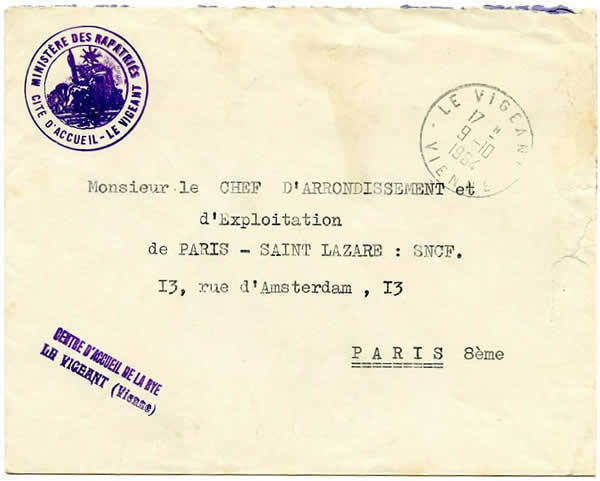 MINISTÈRE DES RAPATRIÉS
CITÉ D'ACCUEIL - LE VIGEANT
LE VIGEANT
17 H
9-10
1964
VIENNE
Monsieur le CHEF D'ARRONDISSEMENT et
d'Exploitation
de PARIS - SAINT LAZARE : SNCF.
I3, rue d'Amsterdam , I3
PARIS 8ème
CENTRE D'ACCUEIL DE LA BYE
LE VIGEANT (Vienne)